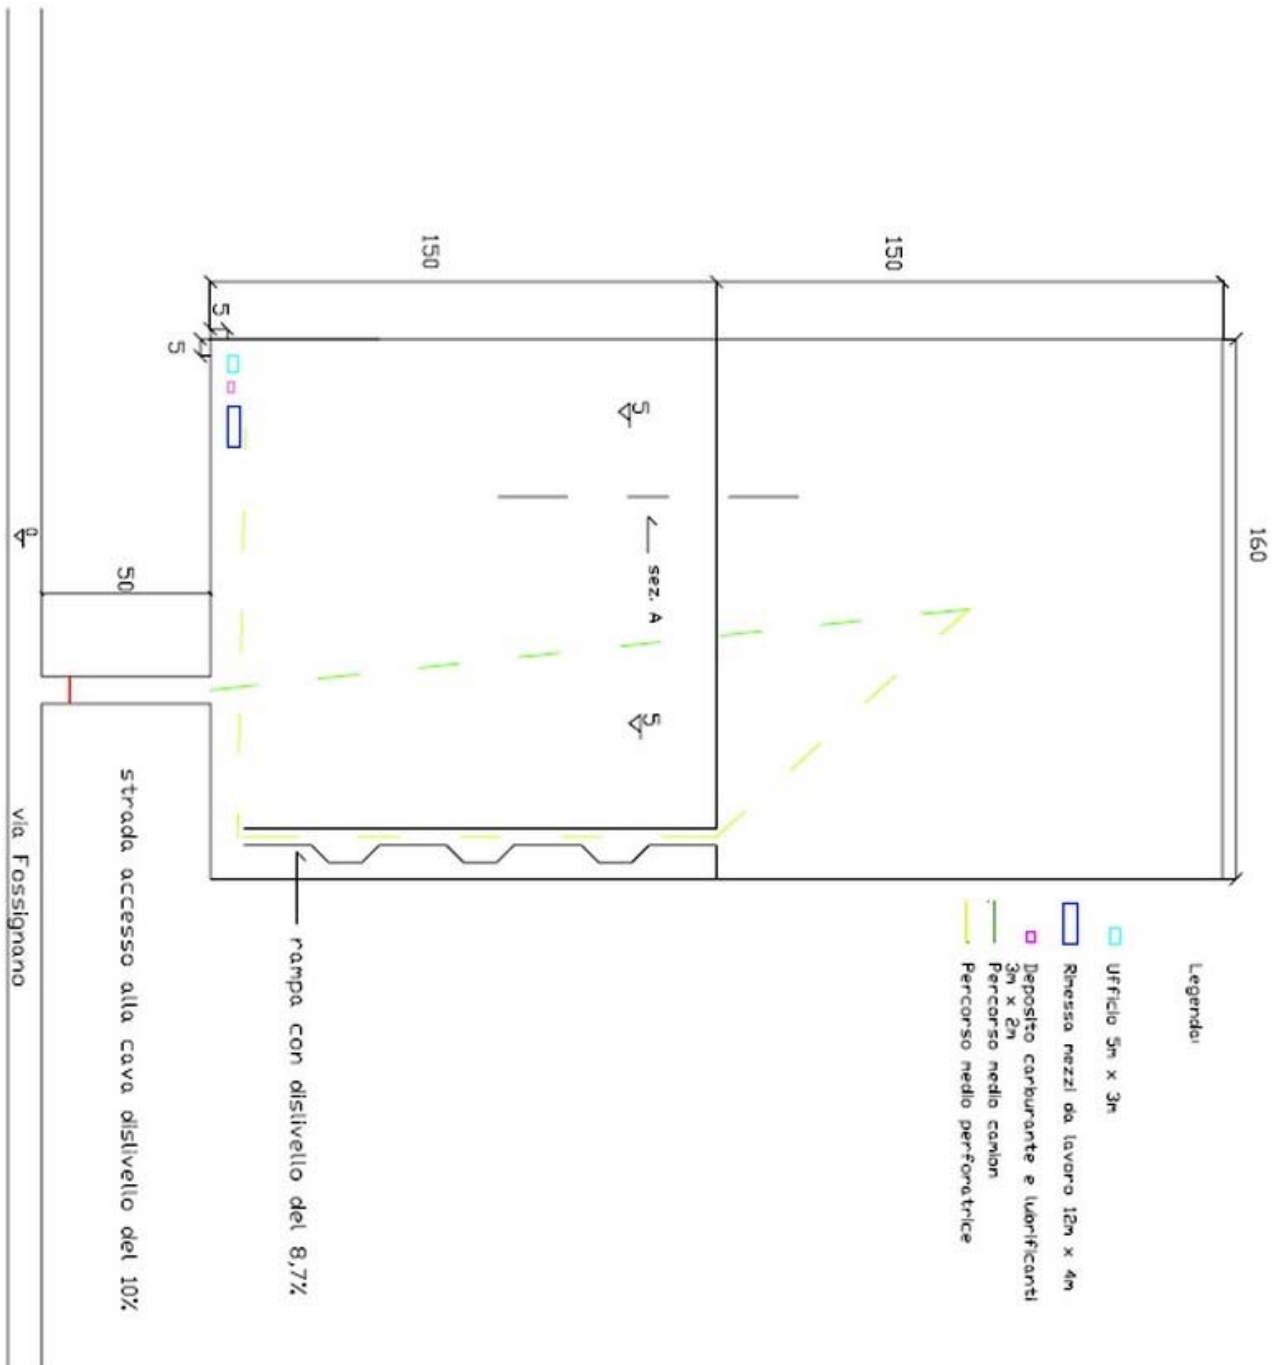 160
150
150
5
5
5
5
sez. A
50
0
Legenda:
Ufficio 5m x 3m
Rimessa mezzi da lavoro 12m x 4m
Deposito carburante e lubrificanti
3m x 2m
Percorso medio camion
Percorso medio perforatrice
rampa con dislivello del 8,7%
strada accesso alla cava dislivello del 10%
via Fossignano